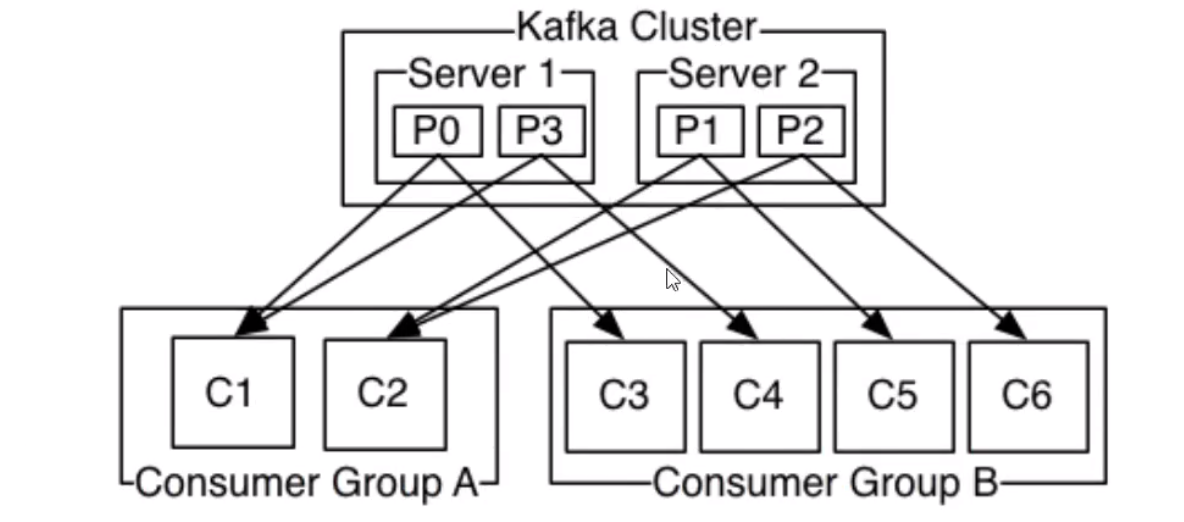 Kafka Cluster
Server 1 Server 2
P0 P3 P1 P2
C1 C2 C3 C4 C5 C6
Consumer Group A Consumer Group B